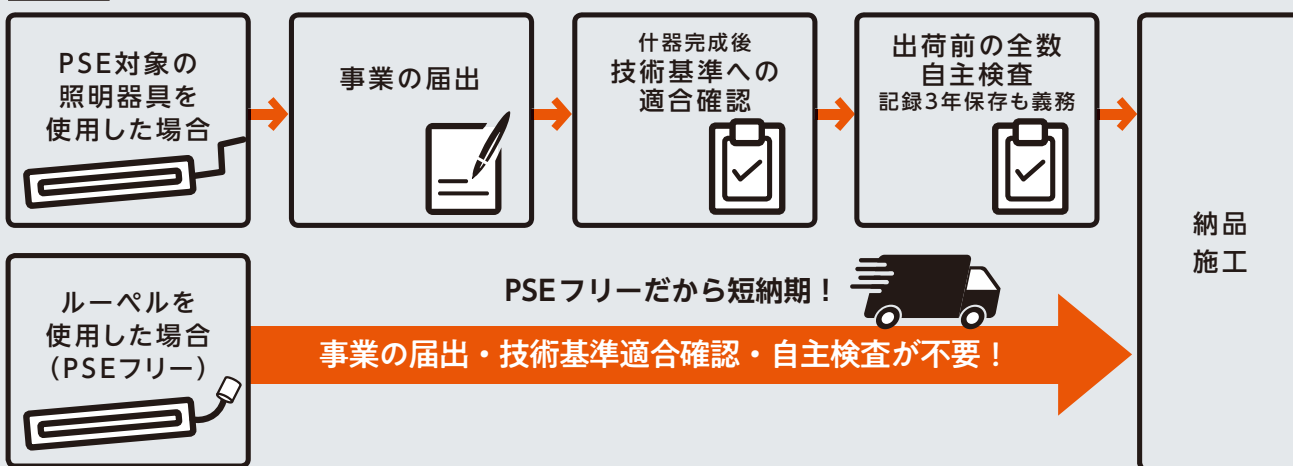 PSE対象の
照明器具を
使用した場合
事業の届出
什器完成後
技術基準への
適合確認
出荷前の全数
自主検査
記録3年保存も義務
納品
施工
ルーペルを
使用した場合
(PSEフリー)
PSEフリーだから短納期！
事業の届出・技術基準適合確認・自主検査が不要！